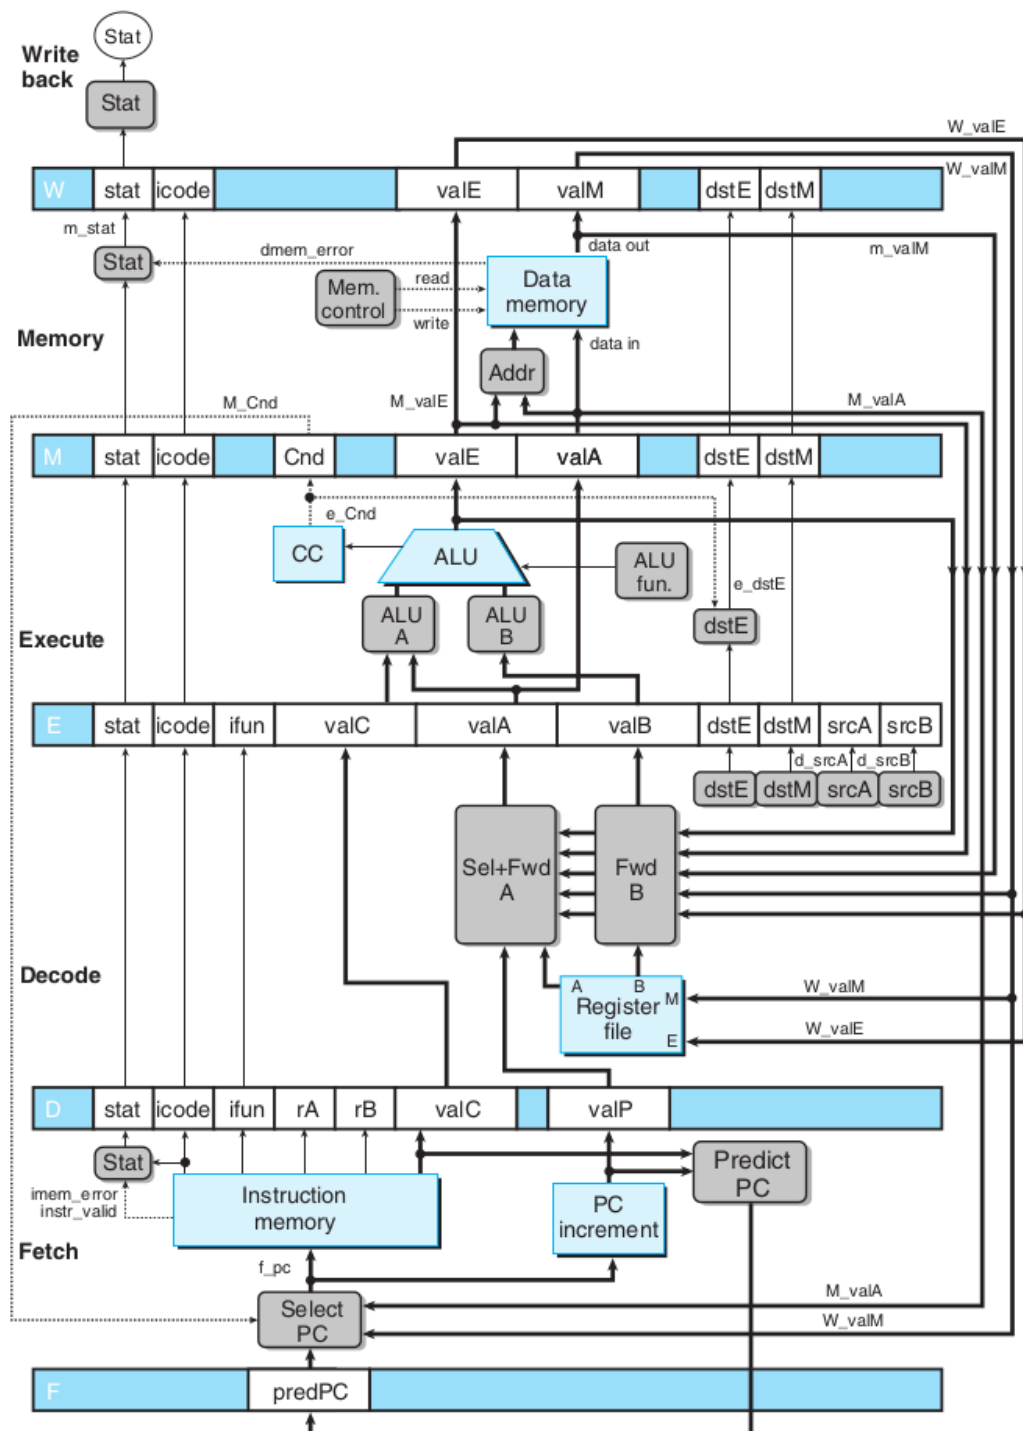 Stat
Write
back
Stat
W_valE
W stat icode valE valM dstE dstM
W_valM
m_stat
data out
m_valM
Stat
dmem_error
Data
memory
Mem.
control
read
write
Memory
data in
Addr
M_Cnd
M_valE
M_valA
M stat icode Cnd valE valA dstE dstM
e_Cnd
CC
ALU
ALU
fun.
e_dstE
ALU
A
ALU
B
dstE
Execute
E stat icode ifun valC valA valB dstE dstM srcA srcB
d_srcA d_srcB
dstE dstM srcA srcB
Sel+Fwd
A
Fwd
B
Decode
A B
Register
file
M
E
W_valM
W_valE
D stat icode ifun rA rB valC valP
Stat
imem_error
instr_valid
Instruction
memory
PC
increment
Predict
PC
Fetch
f_pc
Select
PC
M_valA
W_valM
F predPC